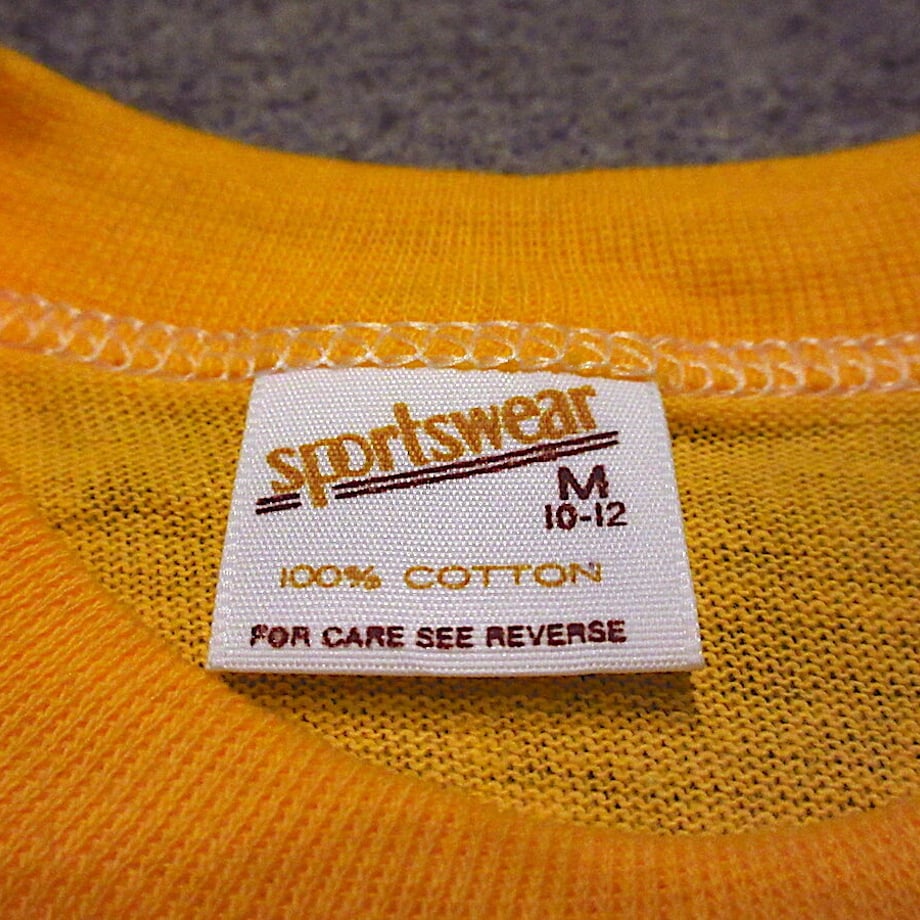 sportswear
M
10-12
100% COTTON
FOR CARE SEE REVERSE